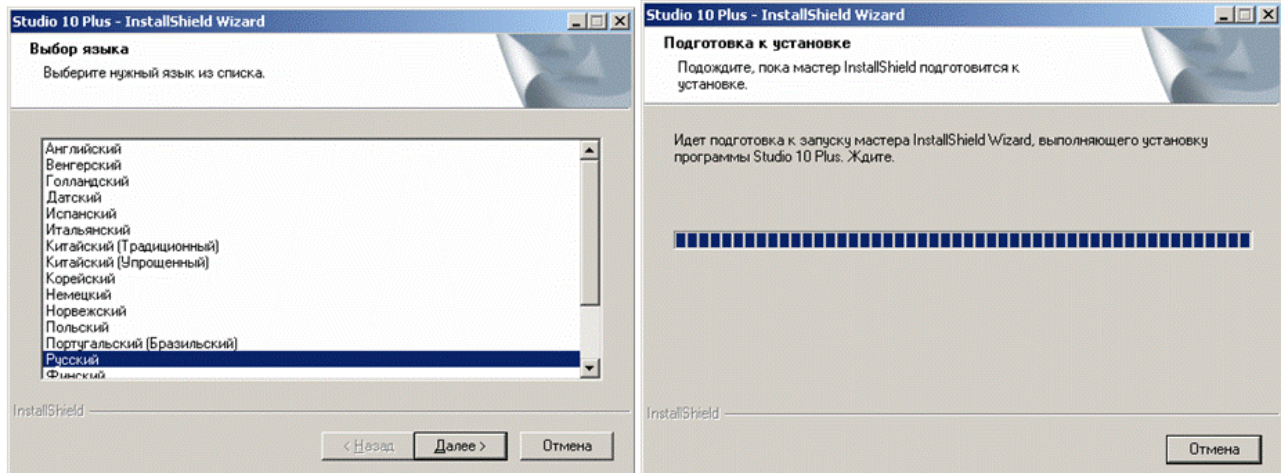 Studio 10 Plus - InstallShield Wizard
Выбор языка
Выберите нужный язык из списка.
Английский
Венгерский
Голландский
Датский
Испанский
Итальянский
Китайский (Традиционный)
Китайский (Упрощенный)
Корейский
Немецкий
Норвежский
Польский
Португальский (Бразильский)
Русский
Финский
InstallShield
< Назад
Далее >
Отмена
Studio 10 Plus - InstallShield Wizard
Подготовка к установке
Подождите, пока мастер InstallShield подготовится к
установке.
Идет подготовка к запуску мастера InstallShield Wizard, выполняющего установку
программы Studio 10 Plus. Ждите.
InstallShield
Отмена